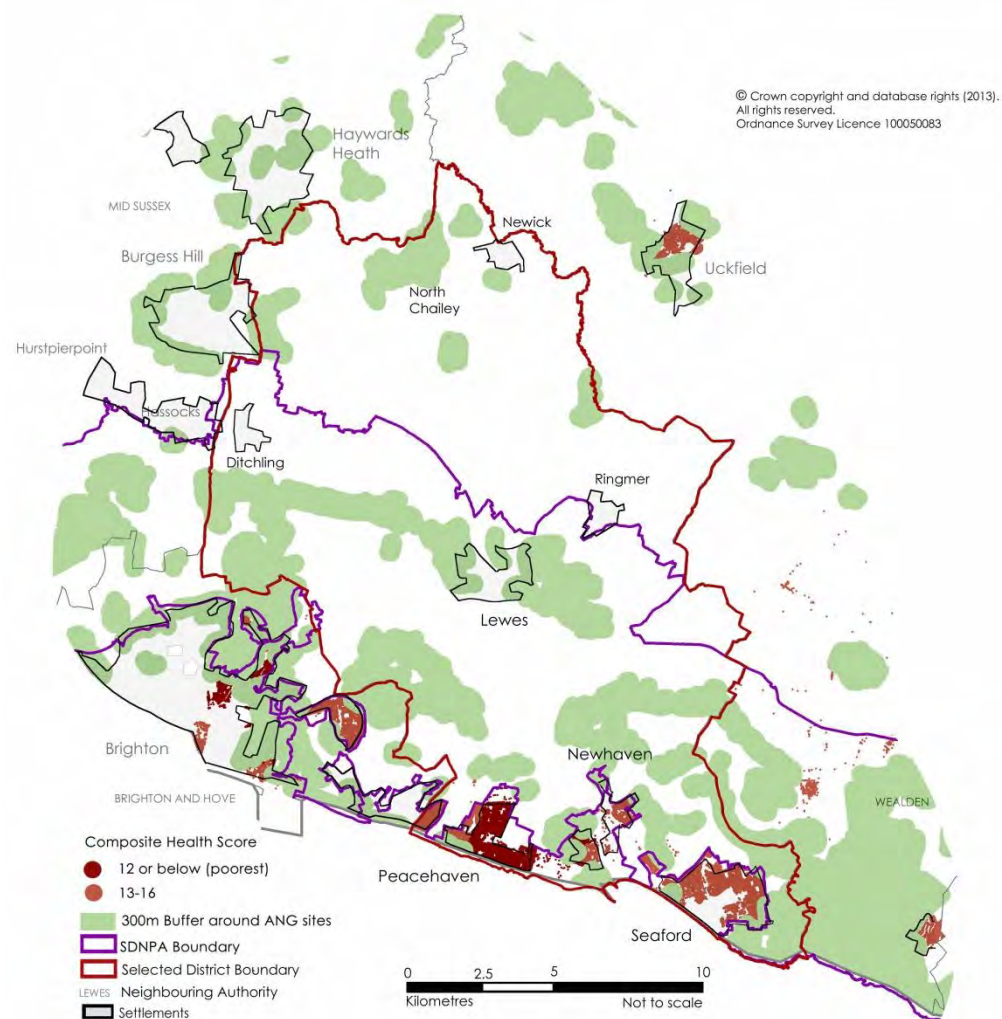 © Crown copyright and database rights (2013).
All rights reserved.
Ordnance Survey Licence 100050083
Haywards
Heath
MID SUSSEX
Newick
Burgess Hill
Uckfield
North
Chailey
Hurstpierpoint
Hassocks
Ditchling
Ringmer
Lewes
Newhaven
Brighton
BRIGHTON AND HOVE
WEALDEN
Peacehaven
Seaford
Composite Health Score
12 or below (poorest)
13-16
300m Buffer around ANG sites
SDNPA Boundary
Selected District Boundary
LEWES Neighbouring Authority
Settlements
0 2.5 5 10
Kilometres Not to scale